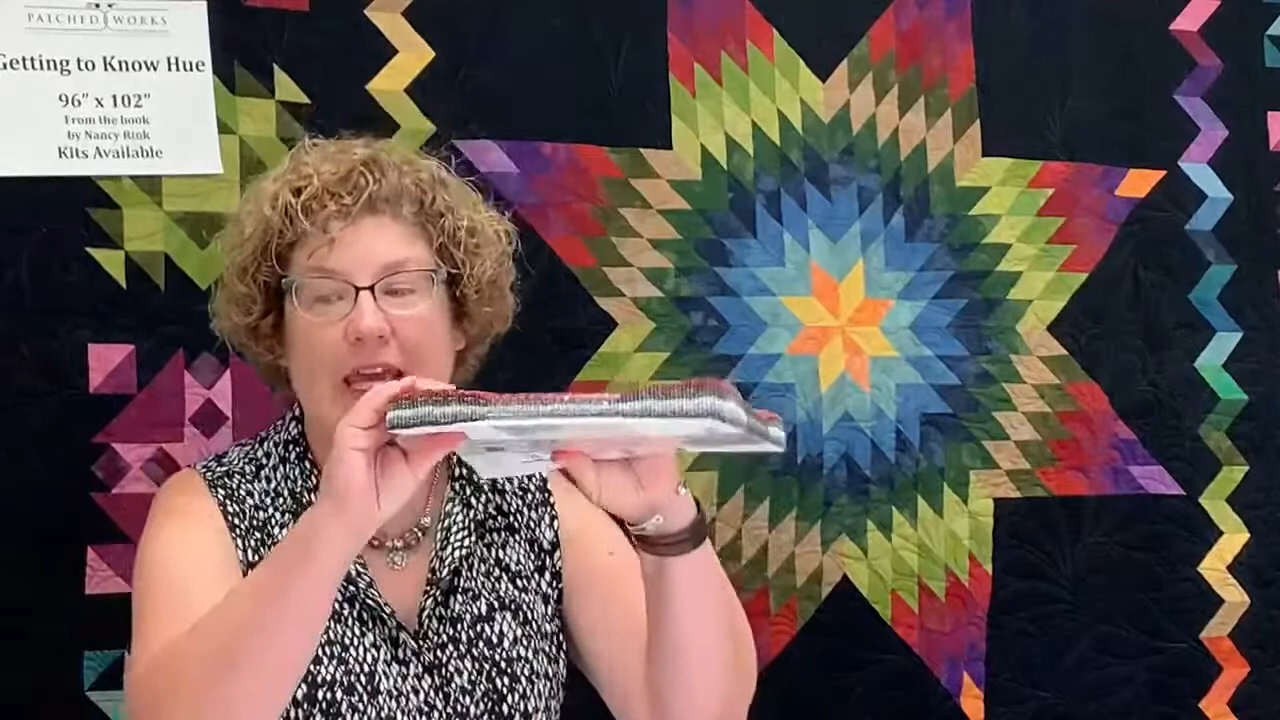 PATCHED WORKS
Getting to Know Hue
96" x 102"
From the book
by Nancy Rink
Kits Available